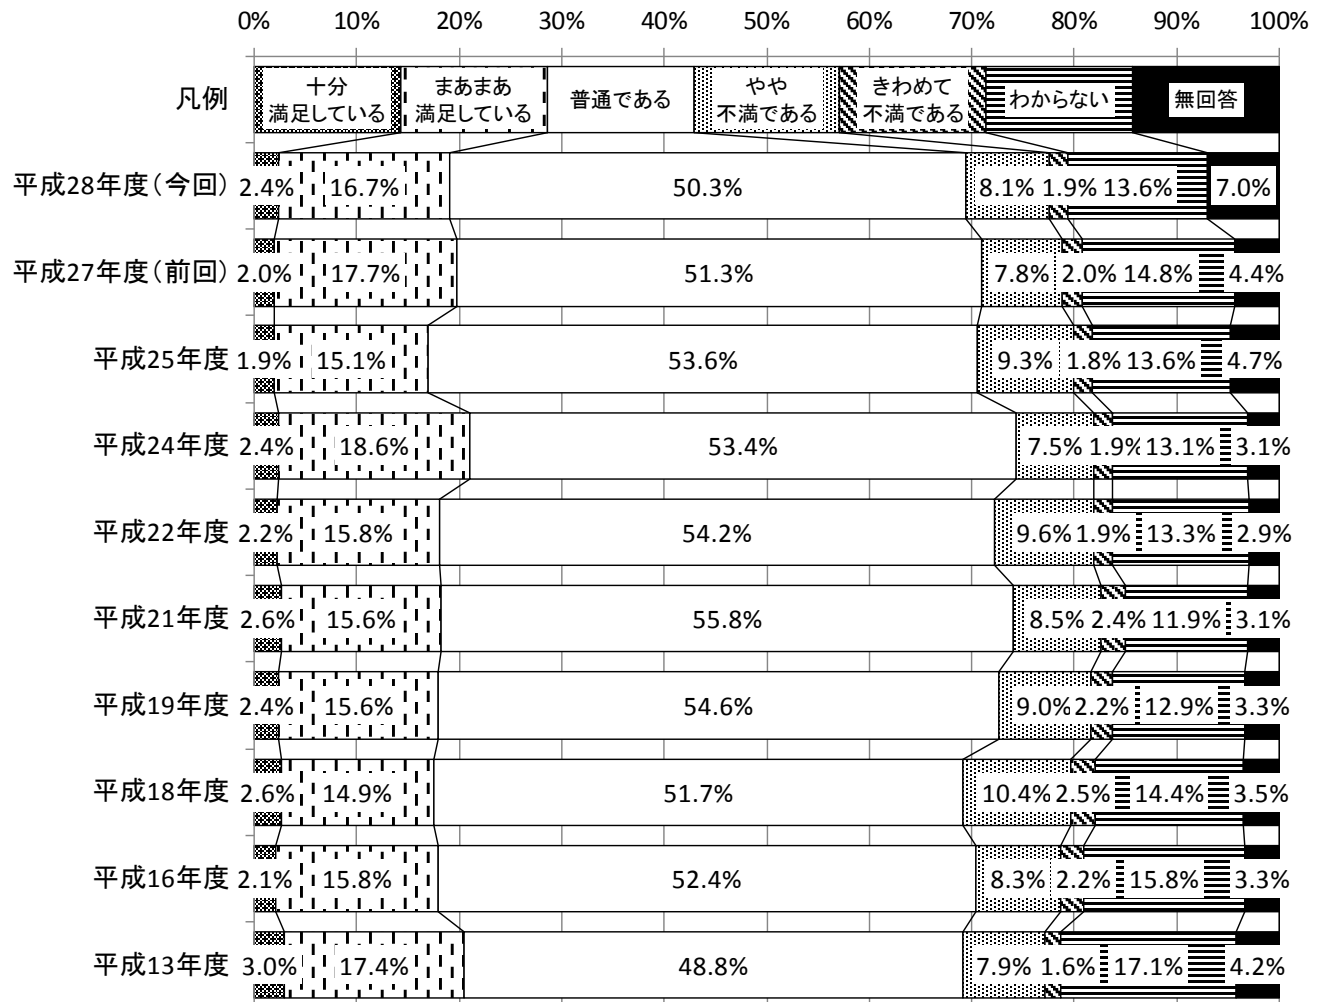 0% 10% 20% 30% 40% 50% 60% 70% 80% 90% 100%
凡例 十分 満足している まあまあ 満足している 普通である やや 不満である きわめて 不満である わからない 無回答
平成28年度(今回) 2.4% 16.7% 50.3% 8.1% 1.9% 13.6% 7.0%
平成27年度(前回) 2.0% 17.7% 51.3% 7.8% 2.0% 14.8% 4.4%
平成25年度 1.9% 15.1% 53.6% 9.3% 1.8% 13.6% 4.7%
平成24年度 2.4% 18.6% 53.4% 7.5% 1.9% 13.1% 3.1%
平成22年度 2.2% 15.8% 54.2% 9.6% 1.9% 13.3% 2.9%
平成21年度 2.6% 15.6% 55.8% 8.5% 2.4% 11.9% 3.1%
平成19年度 2.4% 15.6% 54.6% 9.0% 2.2% 12.9% 3.3%
平成18年度 2.6% 14.9% 51.7% 10.4% 2.5% 14.4% 3.5%
平成16年度 2.1% 15.8% 52.4% 8.3% 2.2% 15.8% 3.3%
平成13年度 3.0% 17.4% 48.8% 7.9% 1.6% 17.1% 4.2%